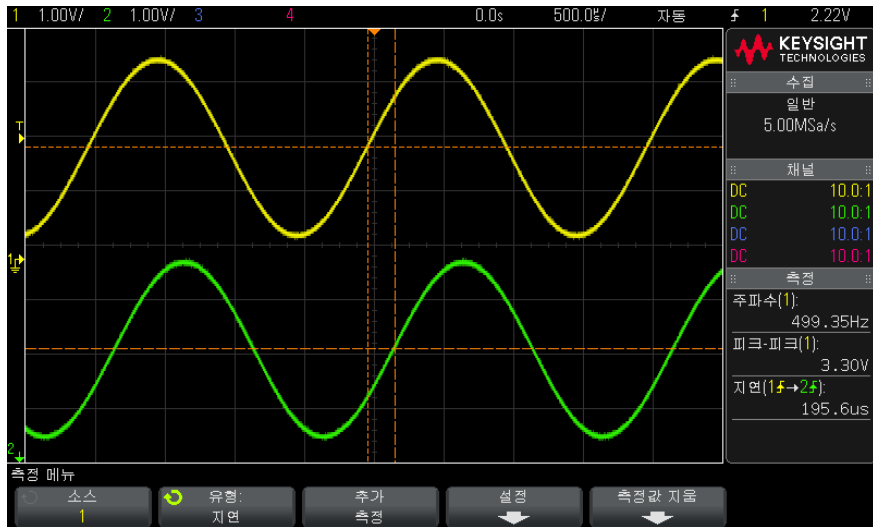 1 1.00V/ 2 1.00V/ 3 4 0.0s 500.0us/ 자동 1 2.22V
KEYSIGHT
TECHNOLOGIES
수집
일반
5.00MSa/s
채널
DC 10.0:1
DC 10.0:1
DC 10.0:1
DC 10.0:1
측정
주파수(1):
499.35Hz
피크-피크(1):
3.30V
지연(1→2):
195.6us
T
1
2
측정 메뉴
소스
1
유형:
지연
추가
측정
설정
측정값 지움